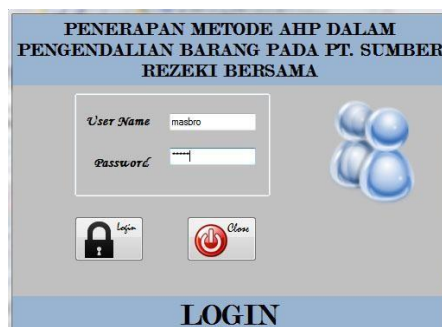 PENERAPAN METODE AHP DALAM
PENGENDALIAN BARANG PADA PT. SUMBER
REZEKI BERSAMA
User Name masbro
Password
Login Close
LOGIN